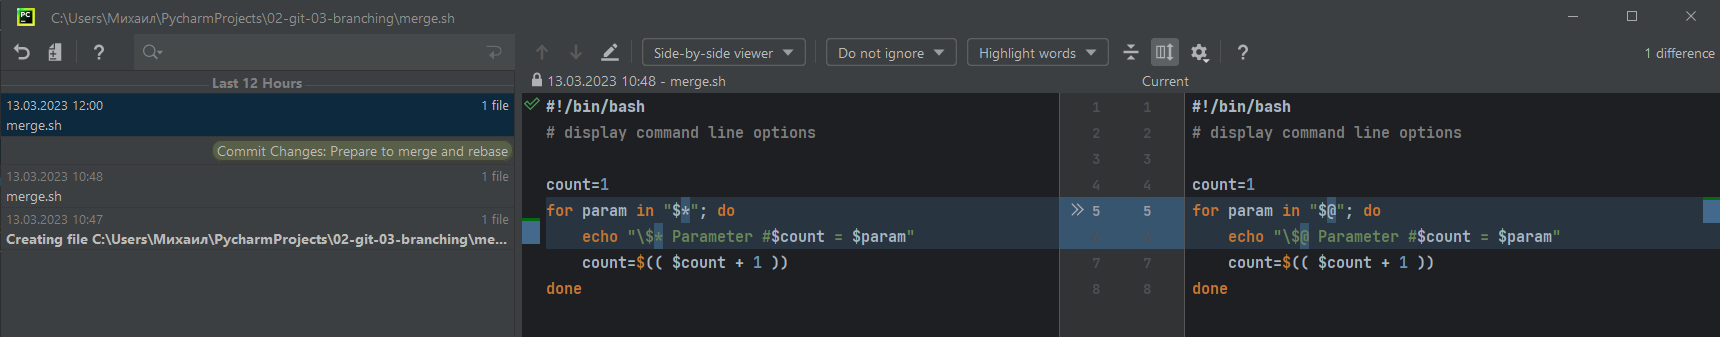 C:\Users\Михаил\PycharmProjects\02-git-03-branching\merge.sh
Side-by-side viewer
Do not ignore
Highlight words
1 difference
Last 12 Hours
13.03.2023 12:00 1 file
merge.sh
Commit Changes: Prepare to merge and rebase
13.03.2023 10:48 1 file
merge.sh
13.03.2023 10:47 1 file
Creating file C:\Users\Михаил\PycharmProjects\02-git-03-branching\me...
13.03.2023 10:48 - merge.sh
#!/bin/bash
# display command line options
count=1
for param in "$*"; do
echo "\$* Parameter #$count = $param"
count=$(( $count + 1 ))
done
1 1
2 2
3 3
4 4
5 5
7 7
8 8
Current
#!/bin/bash
# display command line options
count=1
for param in "$@"; do
echo "\$@ Parameter #$count = $param"
count=$(( $count + 1 ))
done